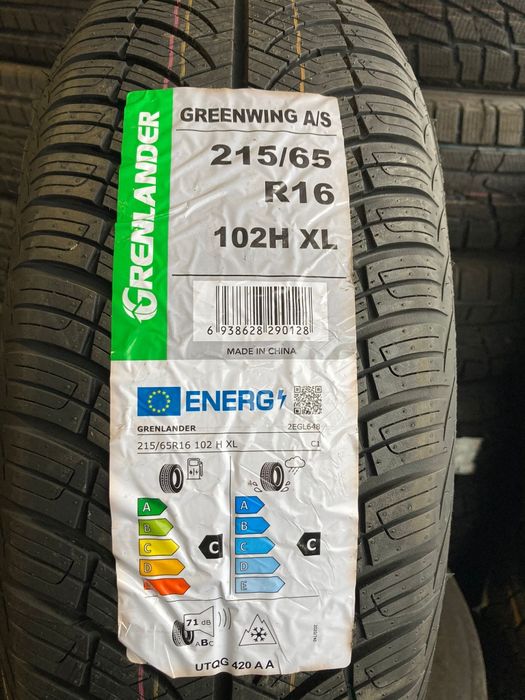 GRENLANDER
GREENWING A/S
215/65
R16
102H XL
6 938628 290128
MADE IN CHINA
ENERG
GRENLANDER
2EGL648
215/65R16 102 H XL
C1
A
B
C
D
C
A
B
C
D
E
C
71 dB
ABC
UTQG 420 A A